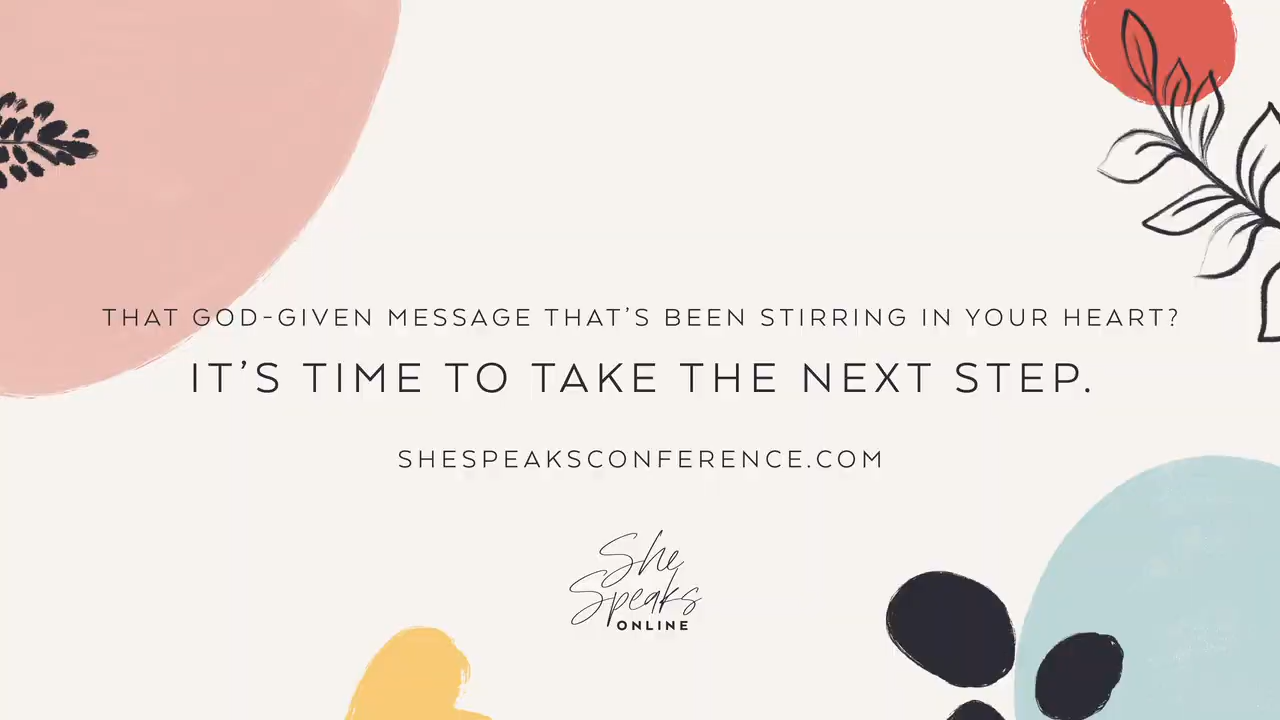 THAT GOD-GIVEN MESSAGE THAT'S BEEN STIRRING IN YOUR HEART?
IT'S TIME TO TAKE THE NEXT STEP.
SHESPEAKSCONFERENCE.COM
She
Speaks
ONLINE